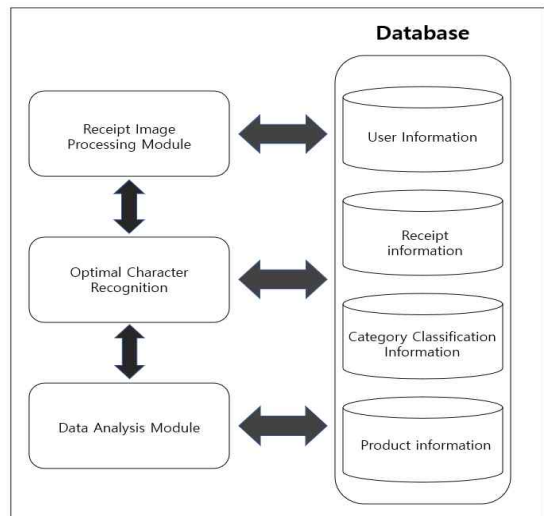 Database
Receipt Image
Processing Module
User Information
Optimal Character
Recognition
Receipt
information
Category Classification
Information
Data Analysis Module
Product information